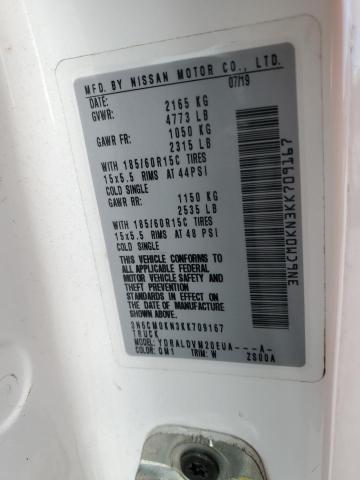 MFD. BY NISSAN MOTOR CO., LTD.
DATE: 07/19
GVWR: 2165 KG
4773 LB
GAWR FR: 1050 KG
2315 LB
WITH 185/60R15C TIRES
15x5.5 RIMS AT 44PSI
COLD SINGLE
GAWR RR: 1150 KG
2535 LB
WITH 185/60R15C TIRES
15x5.5 RIMS AT 48 PSI
COLD SINGLE
THIS VEHICLE CONFORMS
TO ALL APPLICABLE FEDERAL
MOTOR VEHICLE SAFETY
AND THEFT PREVENTION
STANDARDS IN EFFECT ON
THE DATE OF MANUFACTURE
SHOWN ABOVE.
3N6CM0KN3KK709167
TRUCK
MODEL: YDRALDVM20EUA---A-
COLOR: QM1 TRIM: W 2S00A
3N6CM0KN3KK709167